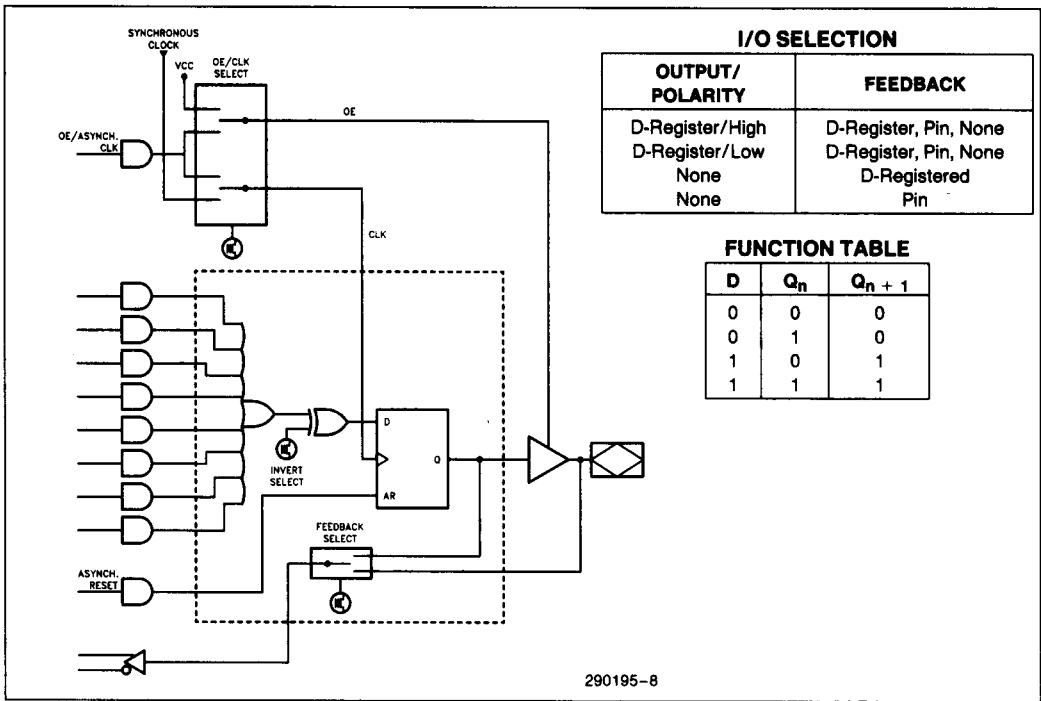 SYNCHRONOUS
CLOCK
VCC
OE/CLK
SELECT
OE
OE/ASYNCH.
CLK
CLK
D
Q
AR
INVERT
SELECT
FEEDBACK
SELECT
ASYNCH.
RESET
I/O SELECTION
OUTPUT/
POLARITY
FEEDBACK
D-Register/High D-Register, Pin, None
D-Register/Low D-Register, Pin, None
None D-Registered
None Pin
FUNCTION TABLE
D Qn Qn + 1
0 0 0
0 1 0
1 0 1
1 1 1
290195-8